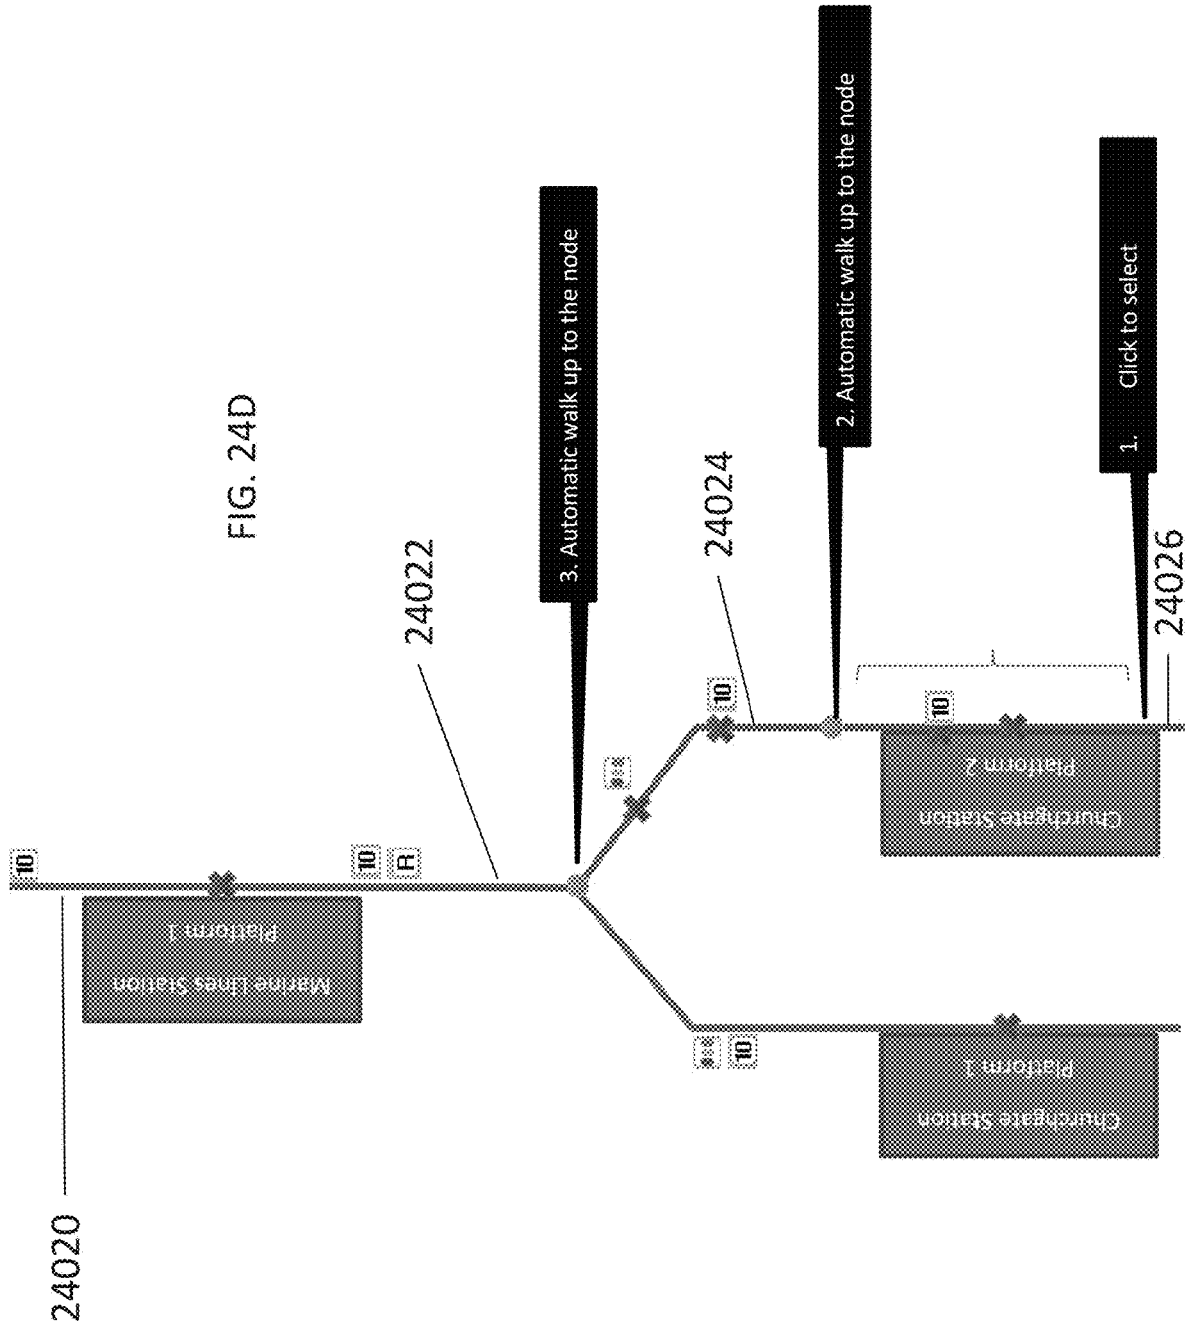 FIG. 24D
24020
24022
24024
24026
3. Automatic walk up to the node
2. Automatic walk up to the node
1. Click to select
Marine Lines Station
Platform 1
10
10
R
10
10
10
Churchgate Station
Platform 2
Churchgate Station
Platform 1